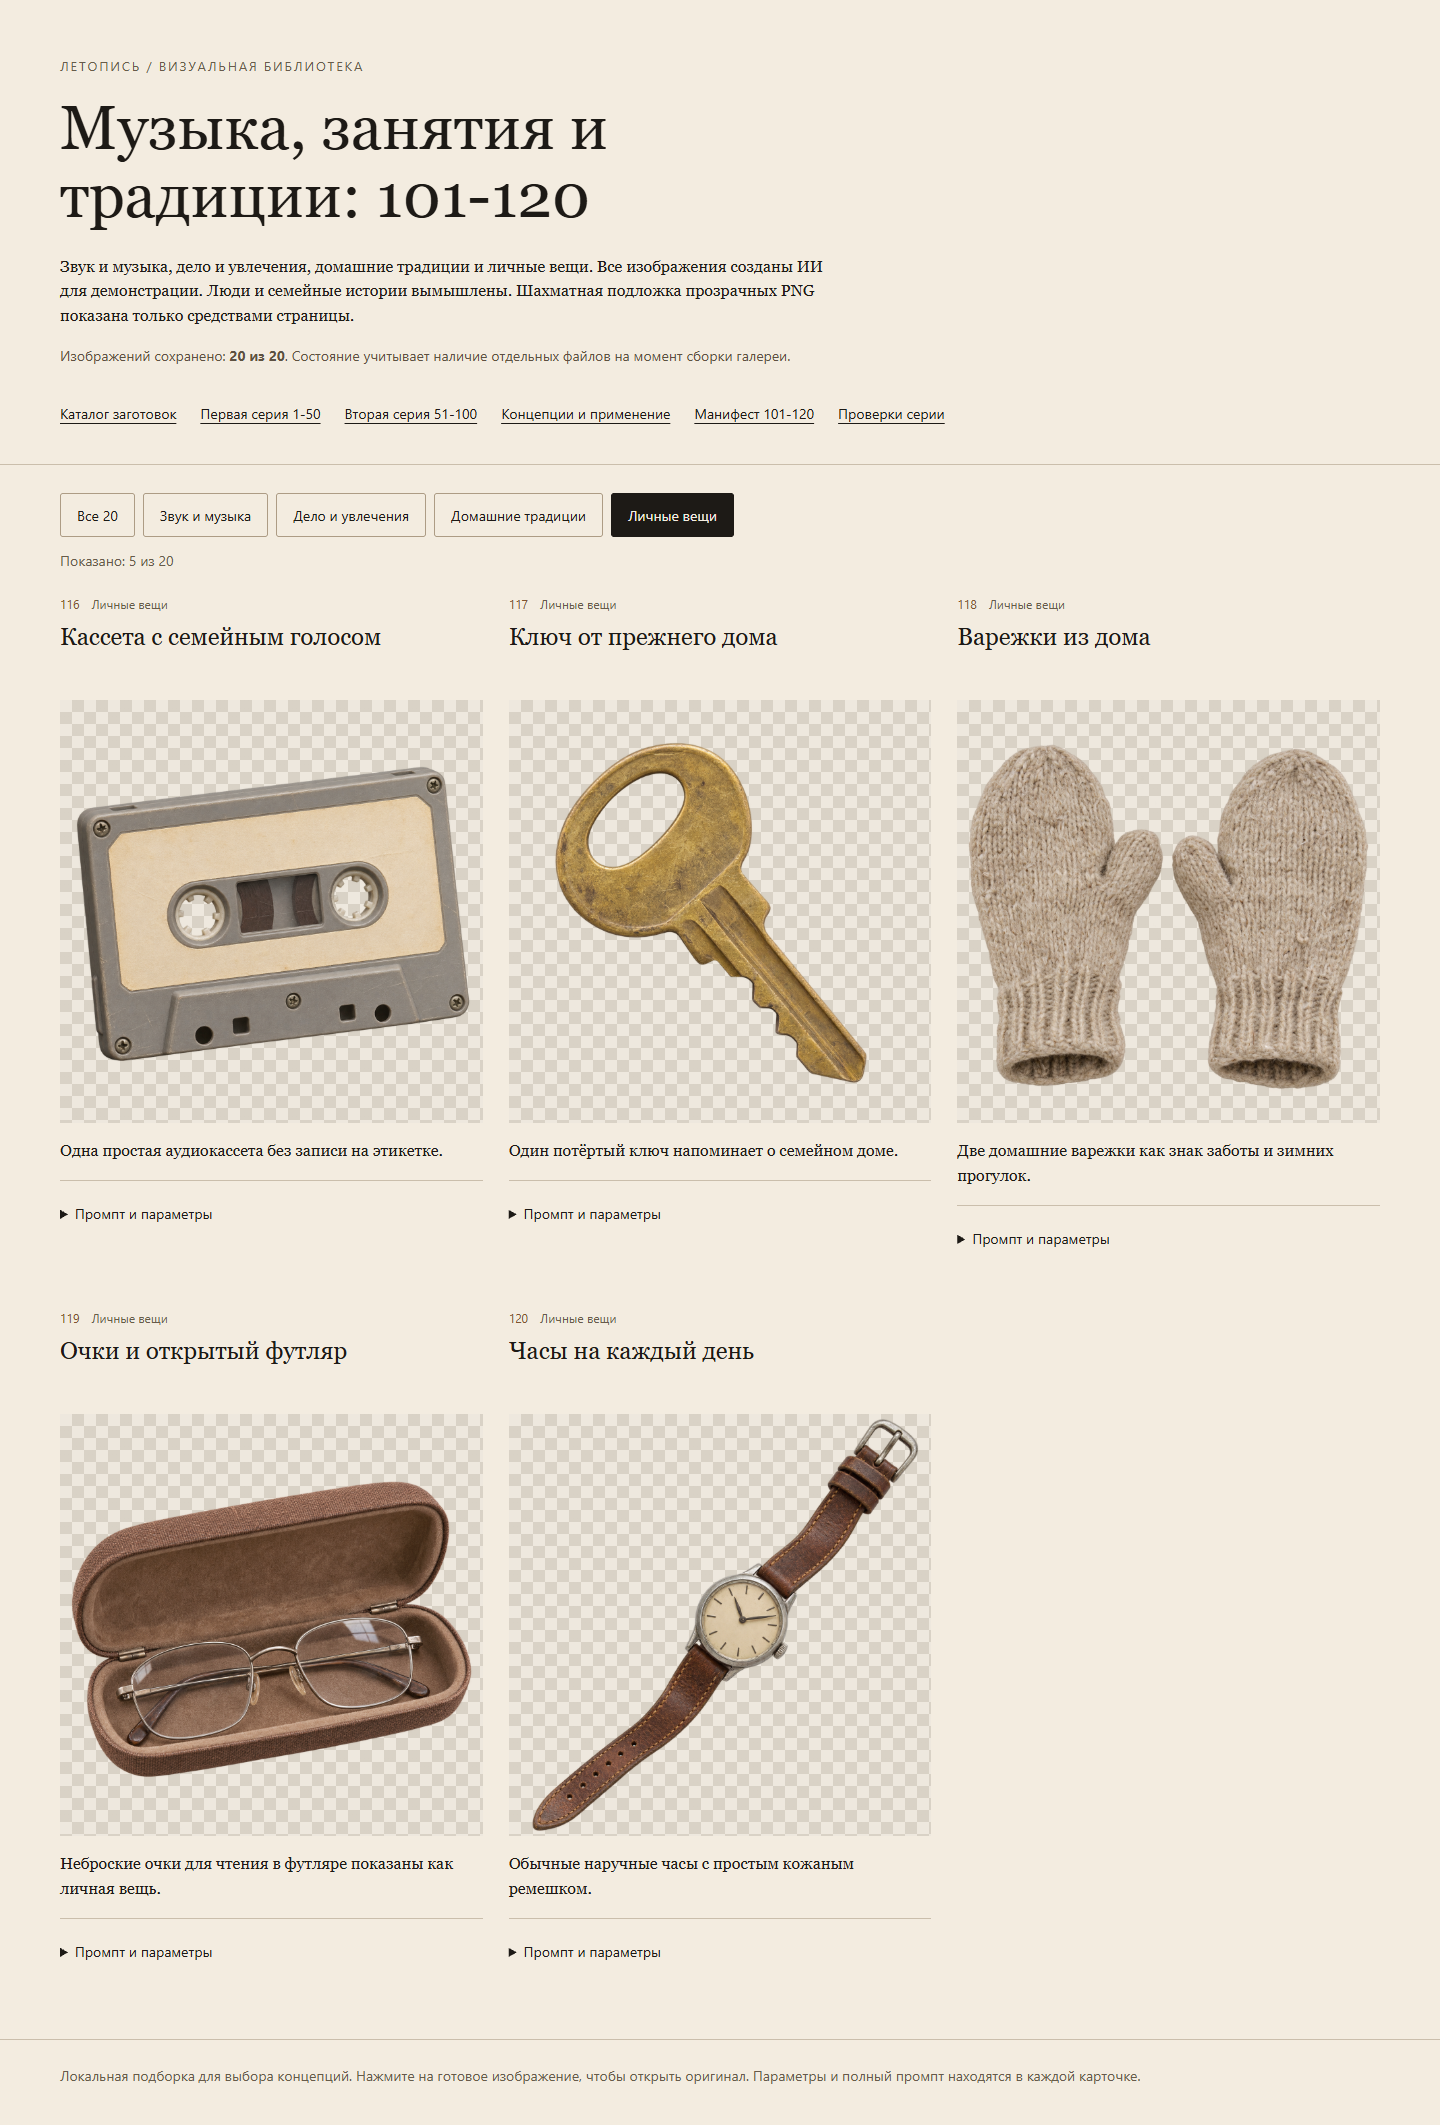 ЛЕТОПИСЬ / ВИЗУАЛЬНАЯ БИБЛИОТЕКА
Музыка, занятия и
традиции: 101-120
Звук и музыка, дело и увлечения, домашние традиции и личные вещи. Все изображения созданы ИИ
для демонстрации. Люди и семейные истории вымышлены. Шахматная подложка прозрачных PNG
показана только средствами страницы.
Изображений сохранено: 20 из 20. Состояние учитывает наличие отдельных файлов на момент сборки галереи.
Каталог заготовок Первая серия 1-50 Вторая серия 51-100 Концепции и применение Манифест 101-120 Проверки серии
Все 20 Звук и музыка Дело и увлечения Домашние традиции Личные вещи
Показано: 5 из 20
116 Личные вещи
Кассета с семейным голосом
Одна простая аудиокассета без записи на этикетке.
▶ Промпт и параметры
117 Личные вещи
Ключ от прежнего дома
Один потёртый ключ напоминает о семейном доме.
▶ Промпт и параметры
118 Личные вещи
Варежки из дома
Две домашние варежки как знак заботы и зимних
прогулок.
▶ Промпт и параметры
119 Личные вещи
Очки и открытый футляр
Неброские очки для чтения в футляре показаны как
личная вещь.
▶ Промпт и параметры
120 Личные вещи
Часы на каждый день
Обычные наручные часы с простым кожаным
ремешком.
▶ Промпт и параметры
Локальная подборка для выбора концепций. Нажмите на готовое изображение, чтобы открыть оригинал. Параметры и полный промпт находятся в каждой карточке.